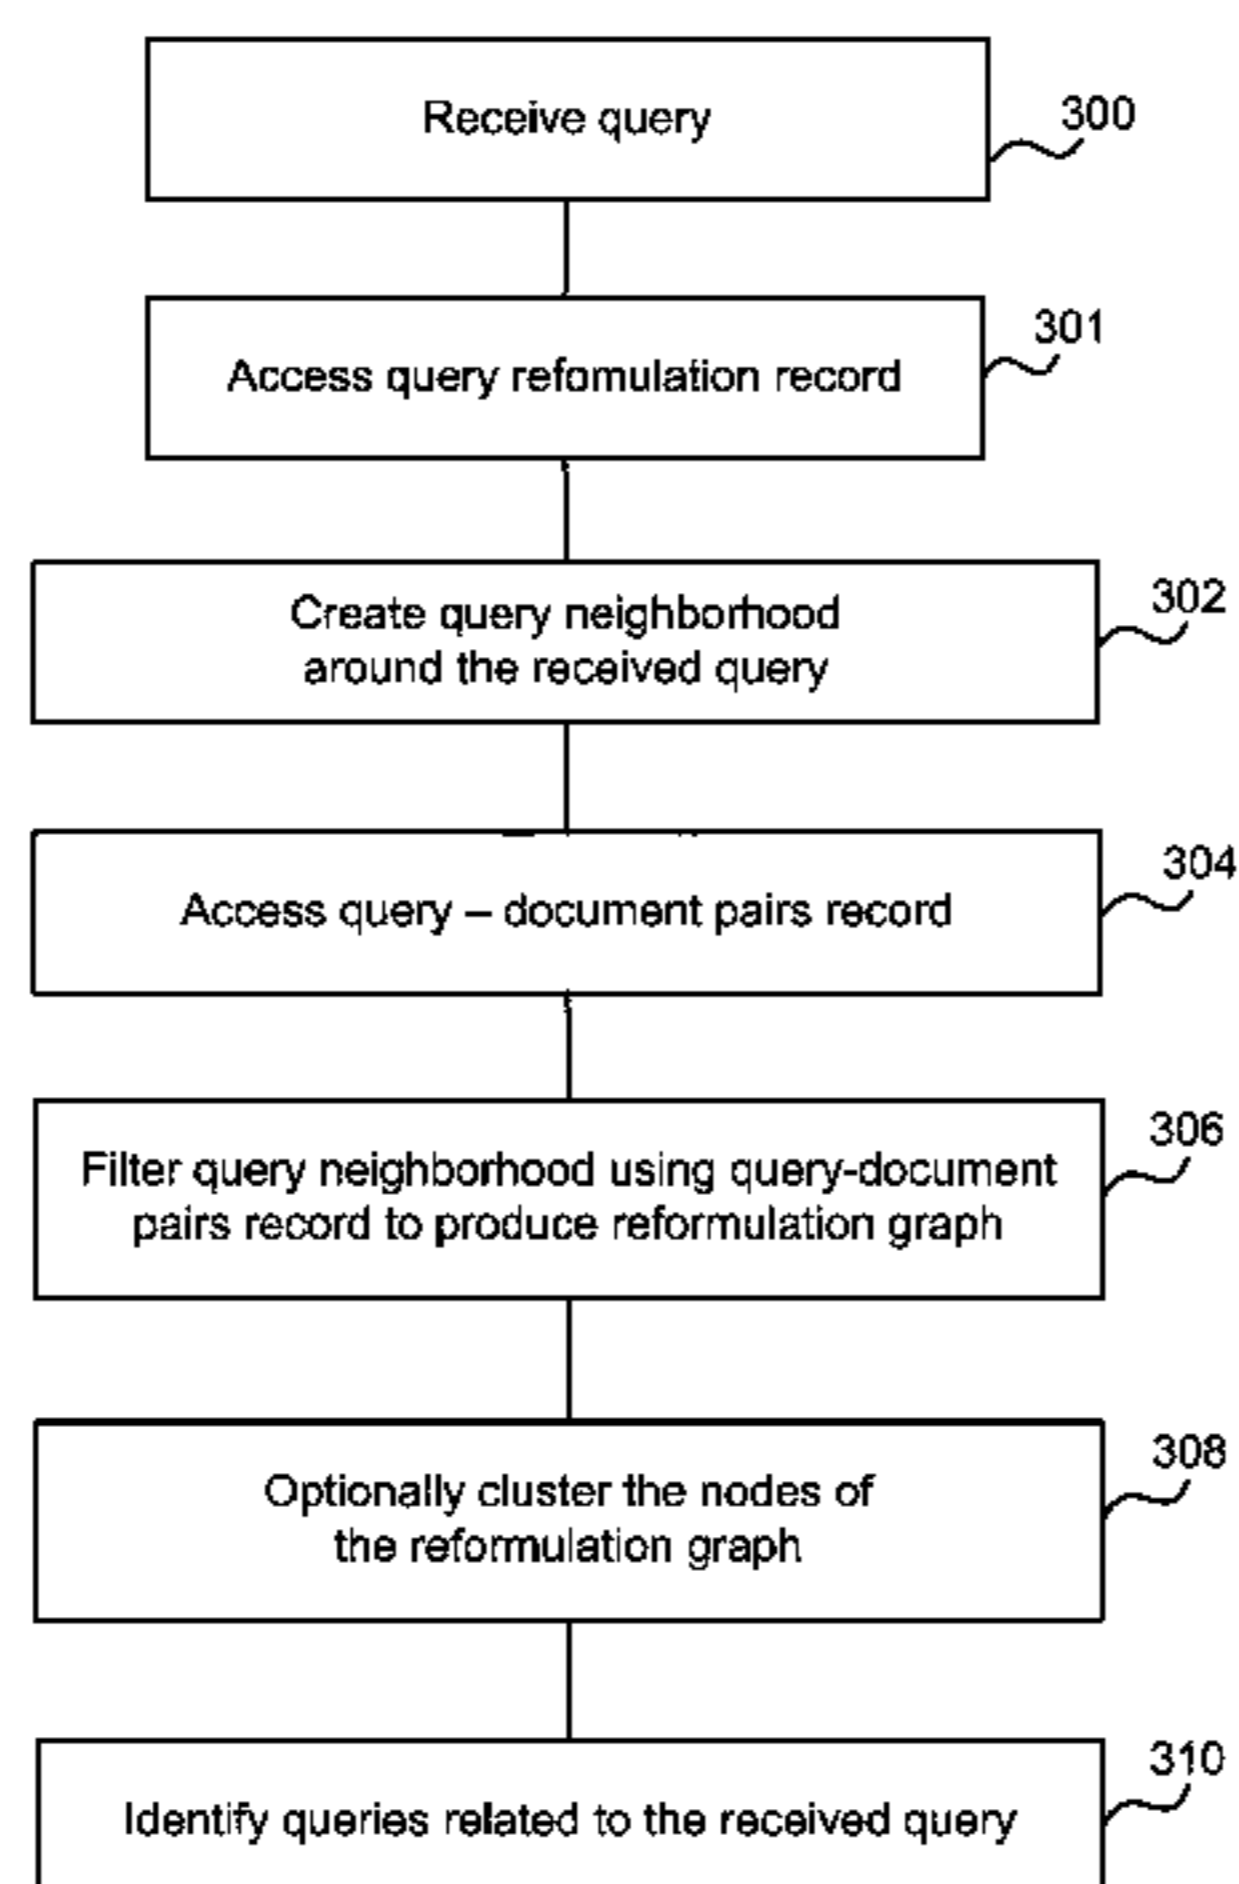 Receive query
300
Access query refomulation record
301
Create query neighborhood
around the received query
302
Access query – document pairs record
304
Filter query neighborhood using query-document
pairs record to produce reformulation graph
306
Optionally cluster the nodes of
the reformulation graph
308
Identify queries related to the received query
310